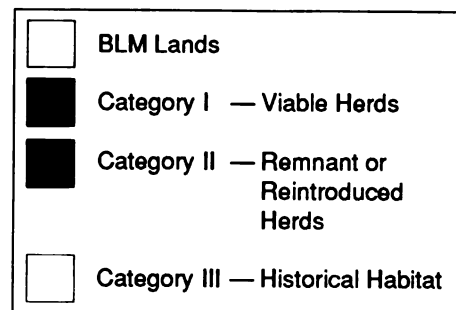 BLM Lands
Category I — Viable Herds
Category II — Remnant or
Reintroduced
Herds
Category III — Historical Habitat